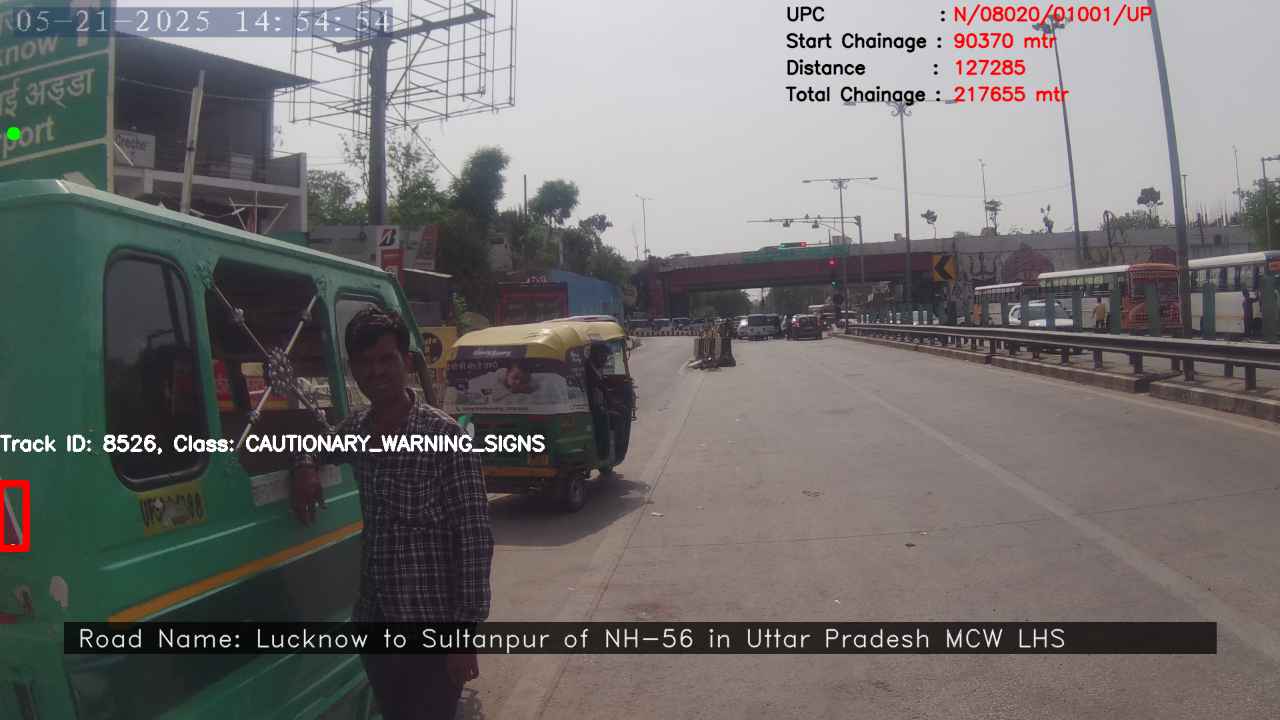 05-21-2025 14:54:54
UPC : N/08020/01001/UP
Start Chainage : 90370 mtr
Distance : 127285
Total Chainage : 217655 mtr
know
ई अड्डा
port
Oreche
Track ID: 8526, Class: CAUTIONARY_WARNING_SIGNS
Road Name: Lucknow to Sultanpur of NH-56 in Uttar Pradesh MCW LHS